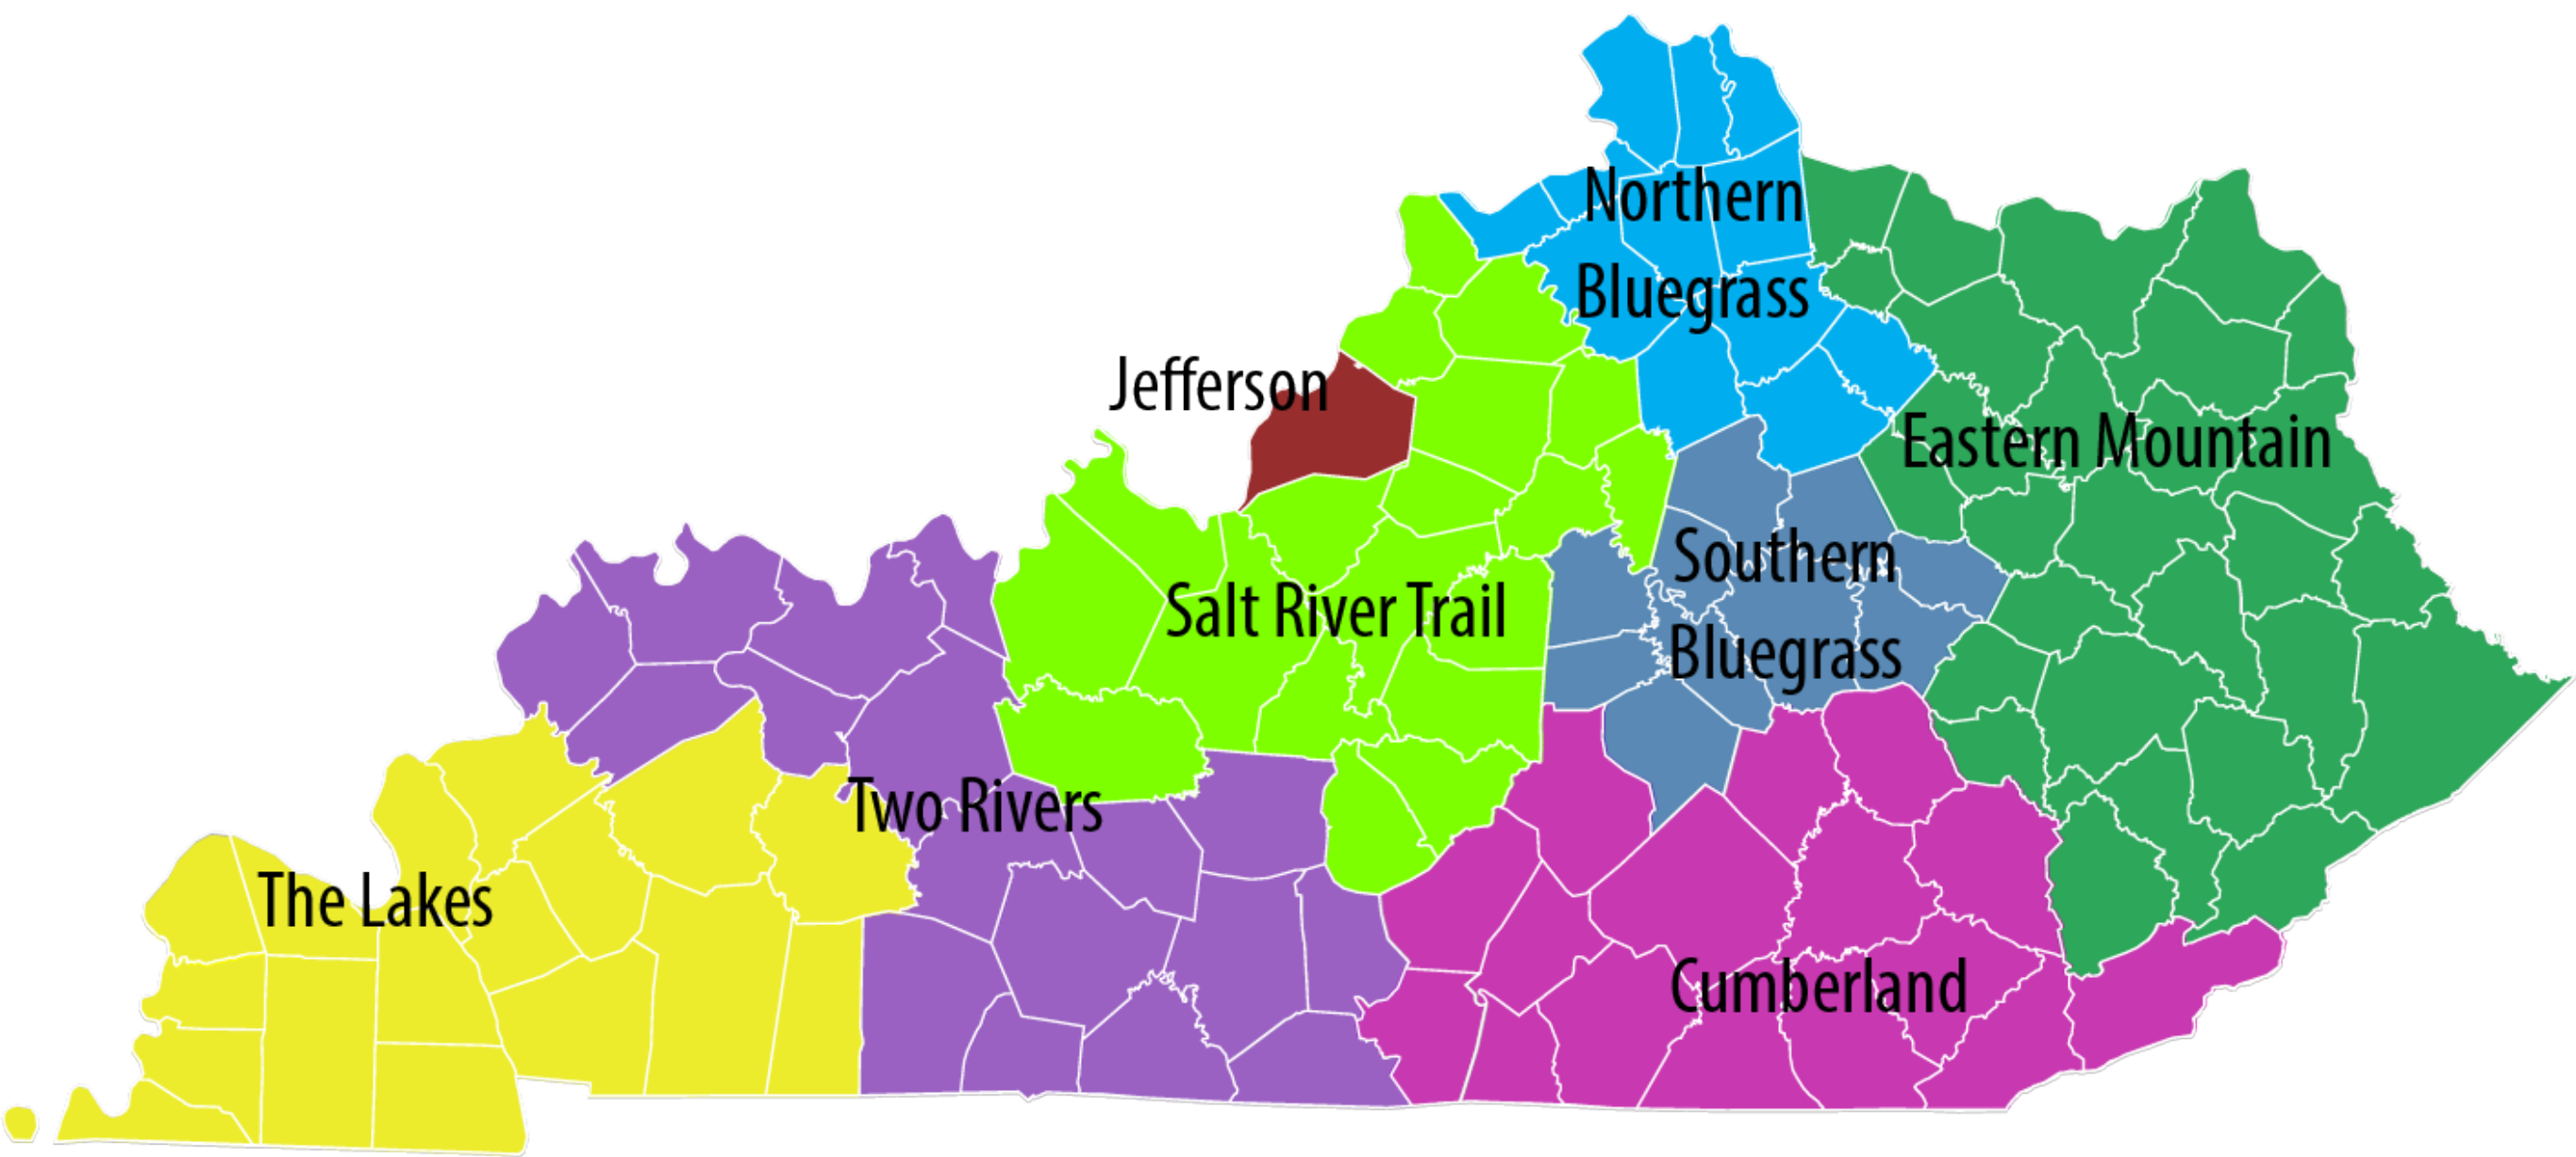 Northern
Bluegrass
Jefferson
Eastern Mountain
Southern
Bluegrass
Salt River Trail
Two Rivers
The Lakes
Cumberland